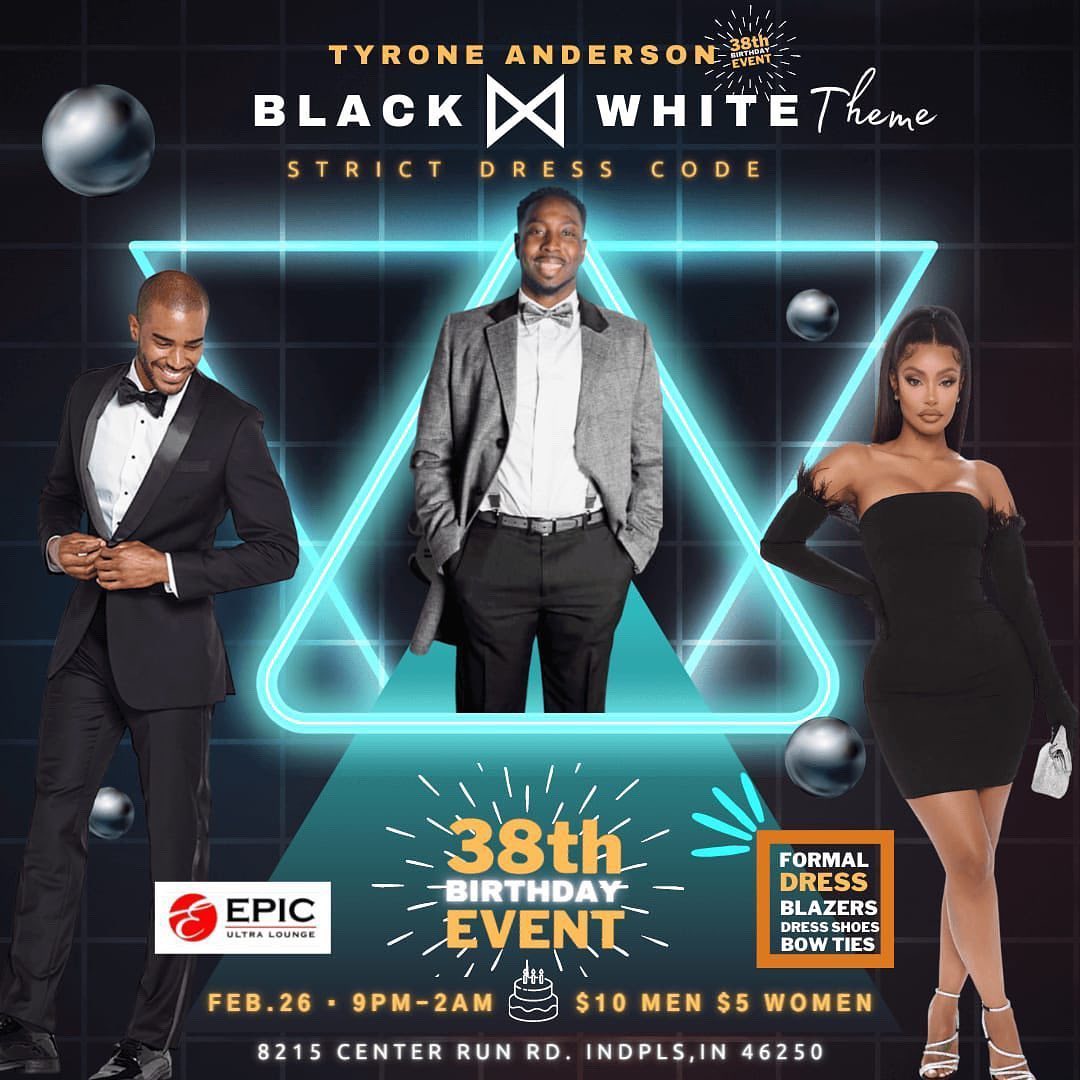 TYRONE ANDERSON
38th
BIRTHDAY
EVENT
BLACK WHITE Theme
STRICT DRESS CODE
38th
BIRTHDAY
EVENT
EPIC
ULTRA LOUNGE
FORMAL
DRESS
BLAZERS
DRESS SHOES
BOW TIES
FEB.26 • 9PM-2AM $10 MEN $5 WOMEN
8215 CENTER RUN RD. INDPLS,IN 46250